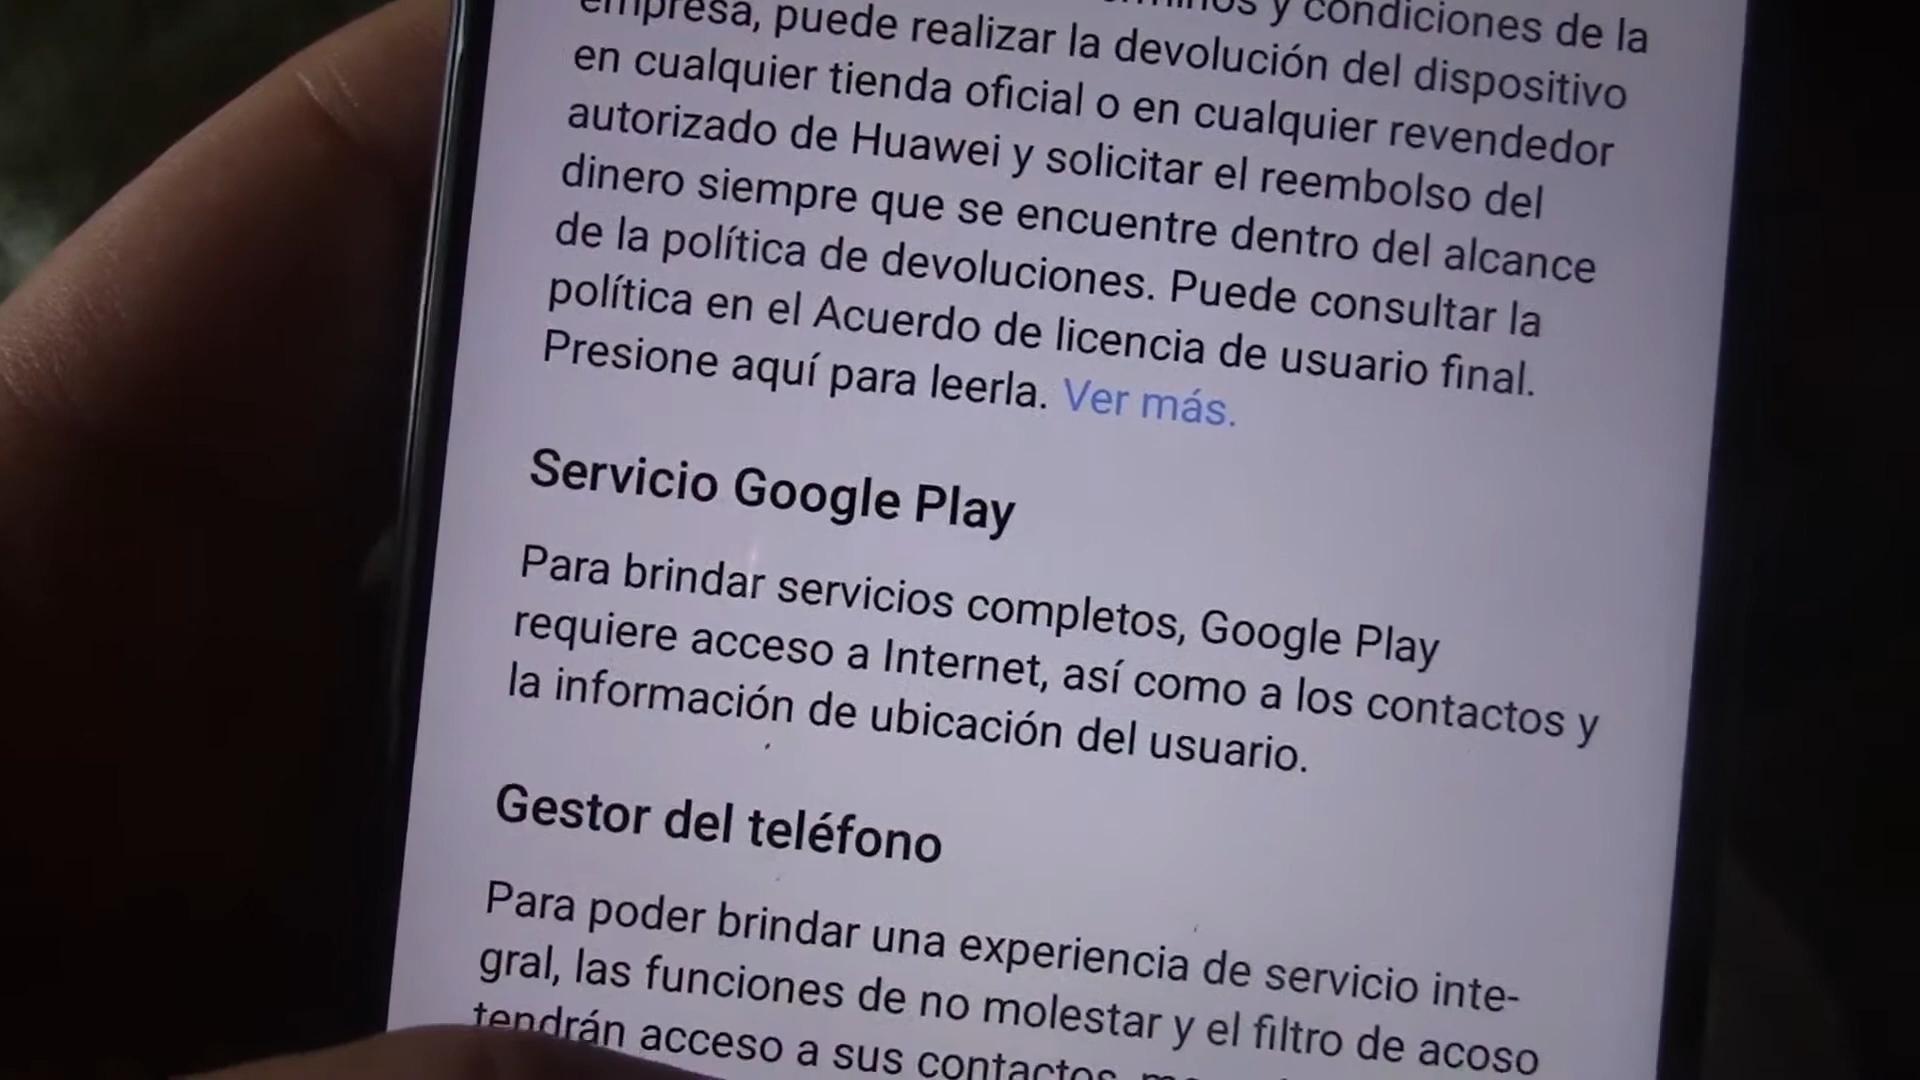 y condiciones de la
empresa, puede realizar la devolución del dispositivo
en cualquier tienda oficial o en cualquier revendedor
autorizado de Huawei y solicitar el reembolso del
dinero siempre que se encuentre dentro del alcance
de la política de devoluciones. Puede consultar la
política en el Acuerdo de licencia de usuario final.
Presione aquí para leerla. Ver más.
Servicio Google Play
Para brindar servicios completos, Google Play
requiere acceso a Internet, así como a los contactos y
la información de ubicación del usuario.
Gestor del teléfono
Para poder brindar una experiencia de servicio inte-
gral, las funciones de no molestar y el filtro de acoso
tendrán acceso a sus contactos,